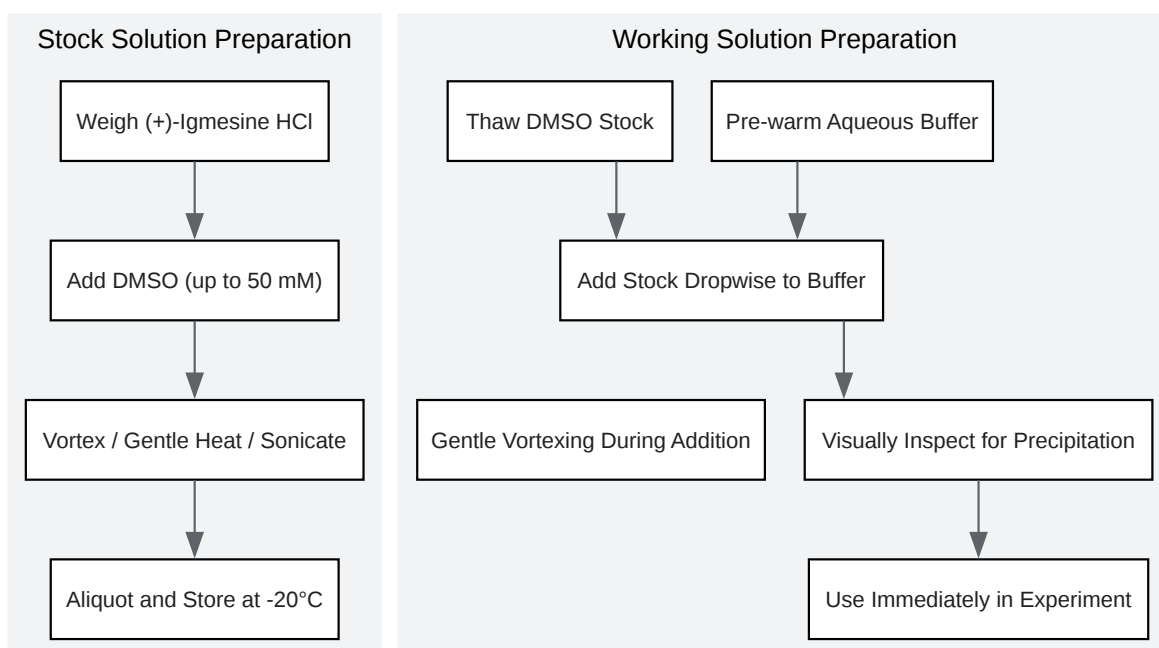 Stock Solution Preparation
Weigh (+)-Igmesine HCl
Add DMSO (up to 50 mM)
Vortex / Gentle Heat / Sonicate
Aliquot and Store at -20°C
Working Solution Preparation
Thaw DMSO Stock
Pre-warm Aqueous Buffer
Add Stock Dropwise to Buffer
Gentle Vortexing During Addition
Visually Inspect for Precipitation
Use Immediately in Experiment